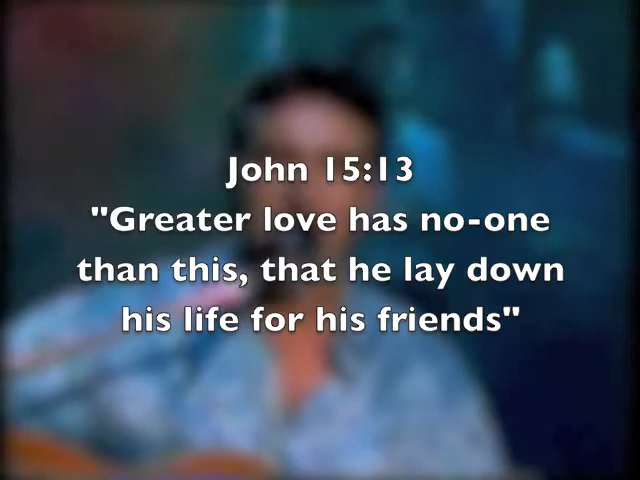 John 15:13
"Greater love has no-one
than this, that he lay down
his life for his friends"